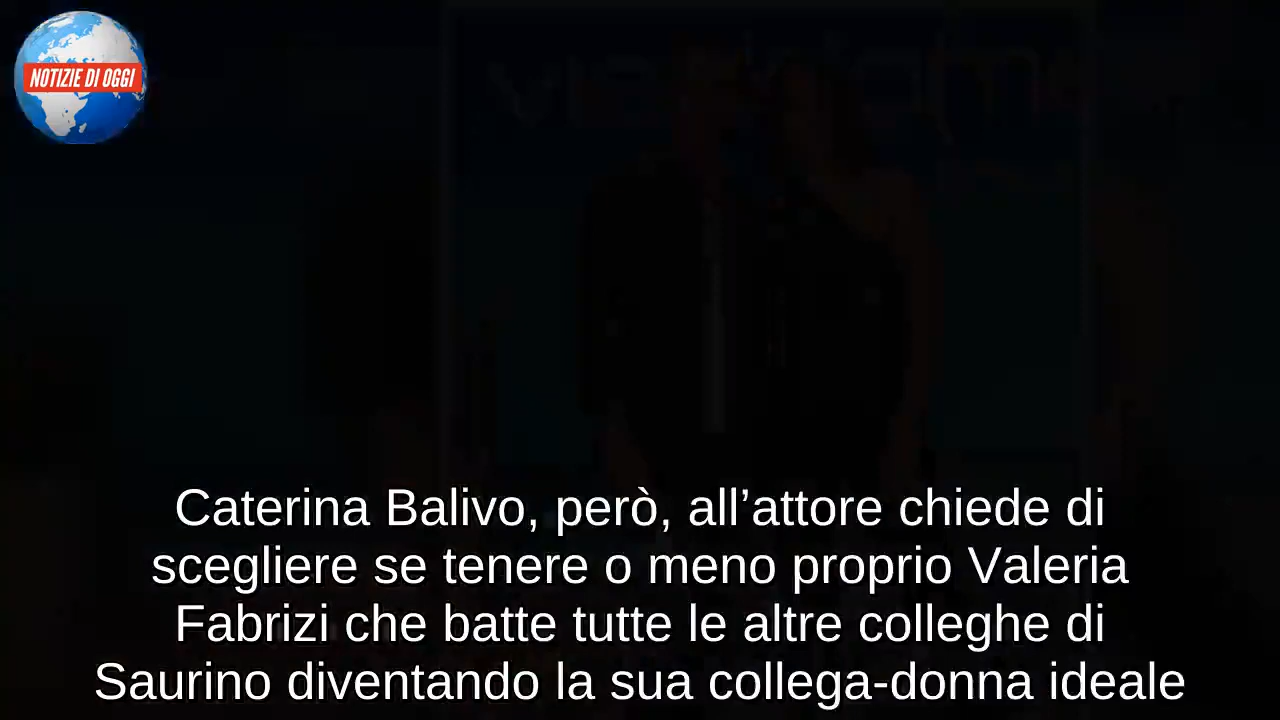 NOTIZIE DI OGGI
Caterina Balivo, però, all’attore chiede di
scegliere se tenere o meno proprio Valeria
Fabrizi che batte tutte le altre colleghe di
Saurino diventando la sua collega-donna ideale